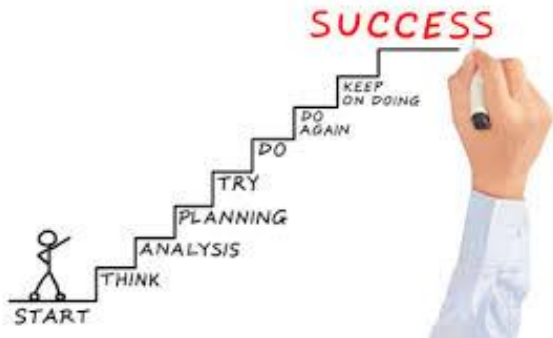 SUCCESS
KEEP
ON DOING
DO
AGAIN
DO
TRY
PLANNING
ANALYSIS
THINK
START